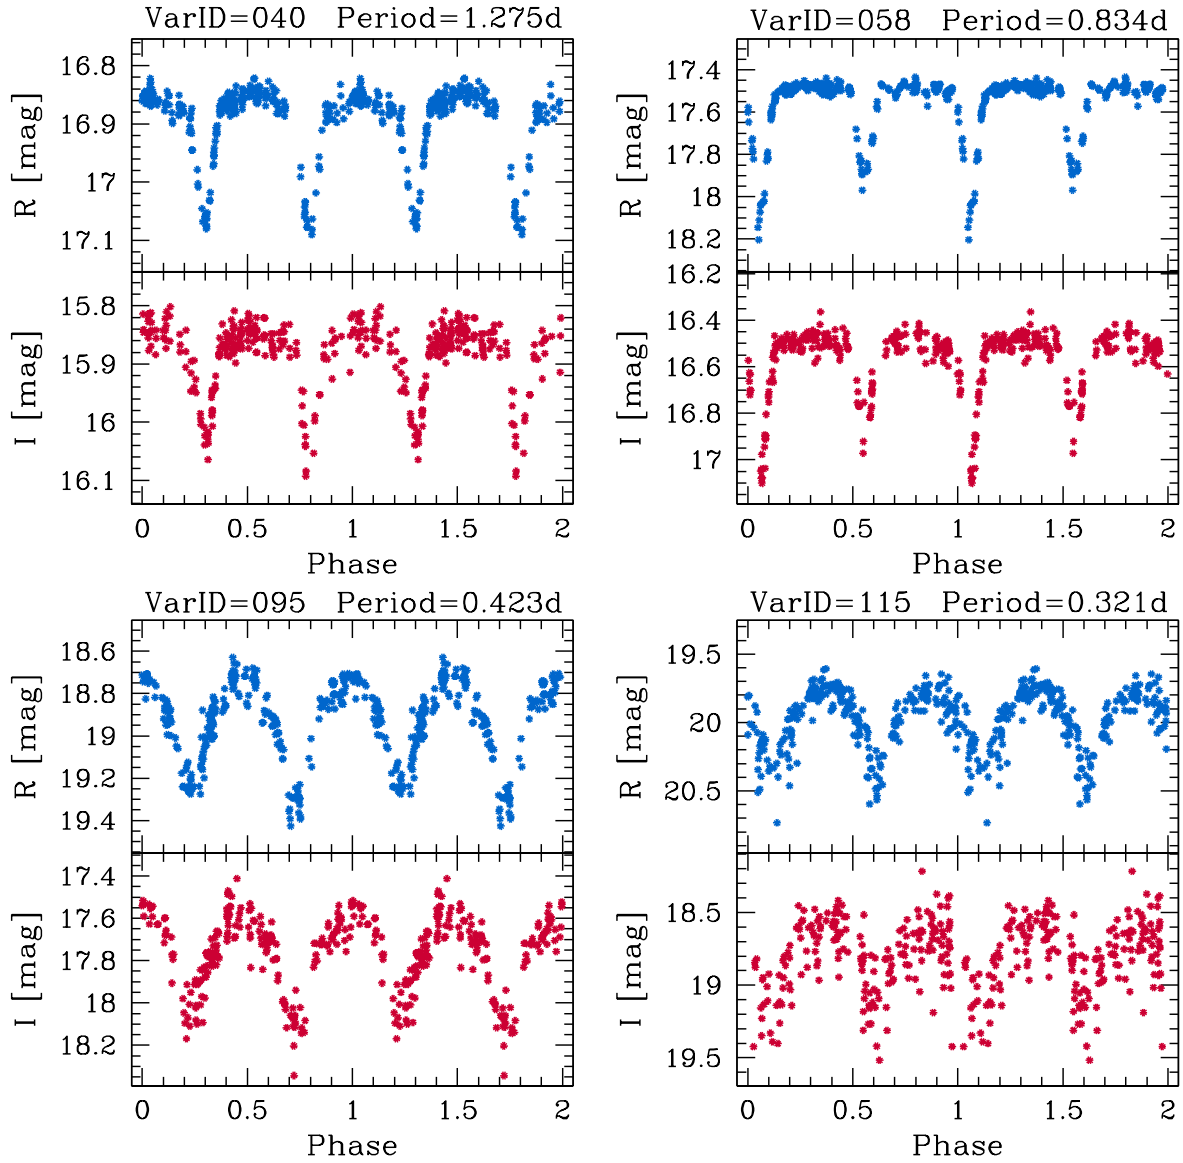 VarID=040 Period=1.275d
16.8
16.9
17
17.1
R [mag]
15.8
15.9
16
16.1
I [mag]
0 0.5 1 1.5 2
Phase
VarID=058 Period=0.834d
17.4
17.6
17.8
18
18.2
R [mag]
16.2
16.4
16.6
16.8
17
I [mag]
0 0.5 1 1.5 2
Phase
VarID=095 Period=0.423d
18.6
18.8
19
19.2
19.4
R [mag]
17.4
17.6
17.8
18
18.2
I [mag]
0 0.5 1 1.5 2
Phase
VarID=115 Period=0.321d
19.5
20
20.5
R [mag]
18.5
19
19.5
I [mag]
0 0.5 1 1.5 2
Phase